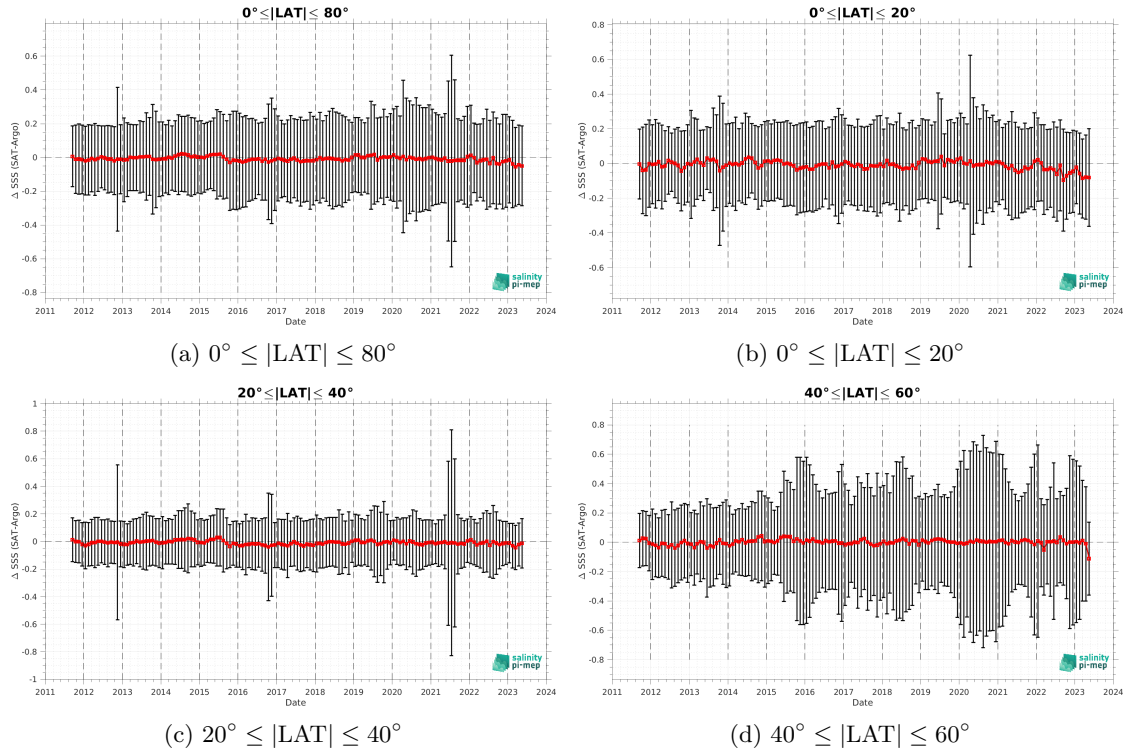 0°≤|LAT|≤ 80°
Δ SSS (SAT-Argo)
0.6
0.4
0.2
0
-0.2
-0.4
-0.6
-0.8
2011 2012 2013 2014 2015 2016 2017 2018 2019 2020 2021 2022 2023 2024
Date
salinity
pi-mep
(a) 0° ≤ |LAT| ≤ 80°
0°≤|LAT|≤ 20°
Δ SSS (SAT-Argo)
0.8
0.6
0.4
0.2
0
-0.2
-0.4
-0.6
2011 2012 2013 2014 2015 2016 2017 2018 2019 2020 2021 2022 2023 2024
Date
salinity
pi-mep
(b) 0° ≤ |LAT| ≤ 20°
20°≤|LAT|≤ 40°
Δ SSS (SAT-Argo)
1
0.8
0.6
0.4
0.2
0
-0.2
-0.4
-0.6
-0.8
-1
2011 2012 2013 2014 2015 2016 2017 2018 2019 2020 2021 2022 2023 2024
Date
salinity
pi-mep
(c) 20° ≤ |LAT| ≤ 40°
40°≤|LAT|≤ 60°
Δ SSS (SAT-Argo)
0.8
0.6
0.4
0.2
0
-0.2
-0.4
-0.6
-0.8
2011 2012 2013 2014 2015 2016 2017 2018 2019 2020 2021 2022 2023 2024
Date
salinity
pi-mep
(d) 40° ≤ |LAT| ≤ 60°